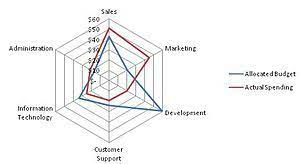 Sales
$60
$50
$40
$30
$20
$10
Administration
Marketing
Allocated Budget
Actual Spending
Information
Technology
Development
Customer
Support